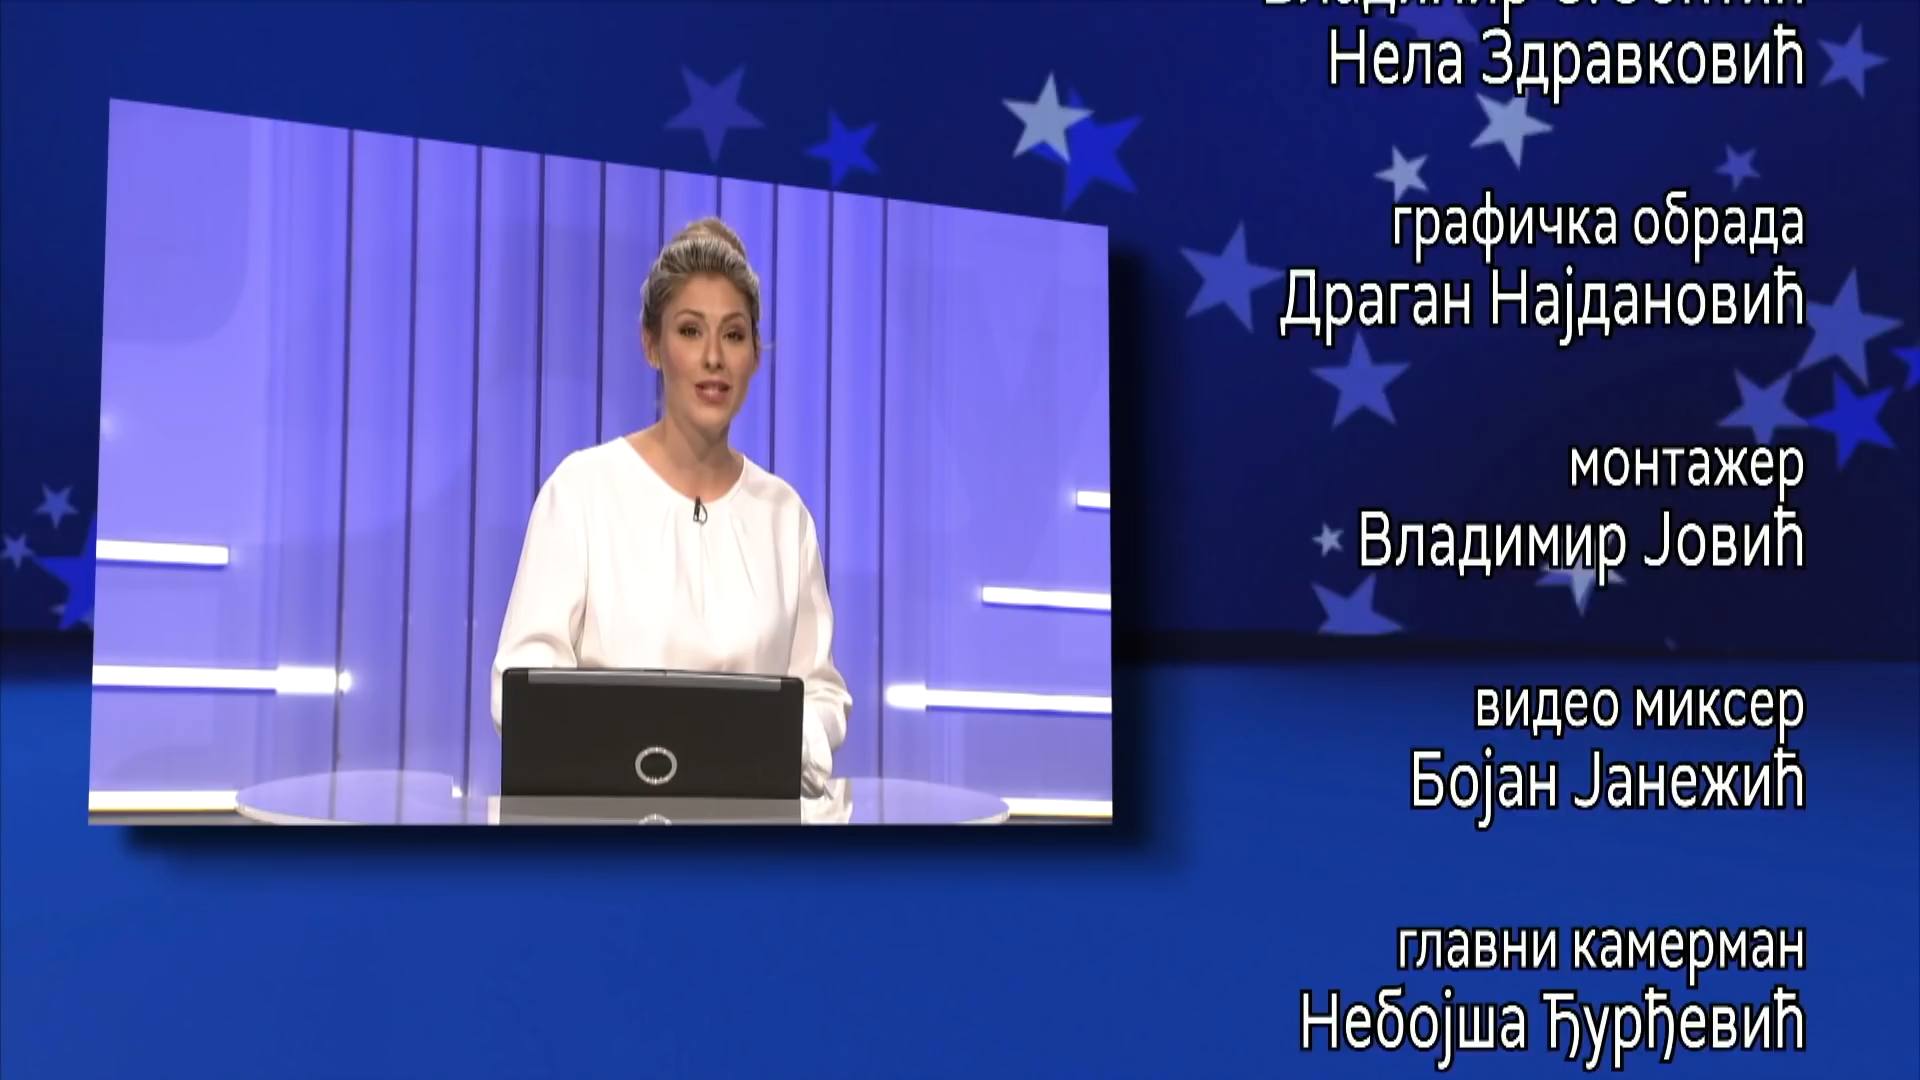 Нела Здравковић
графичка обрада
Драган Најдановић
монтажер
Владимир Јовић
видео миксер
Бојан Јанежић
главни камерман
Небојша Ђурђевић